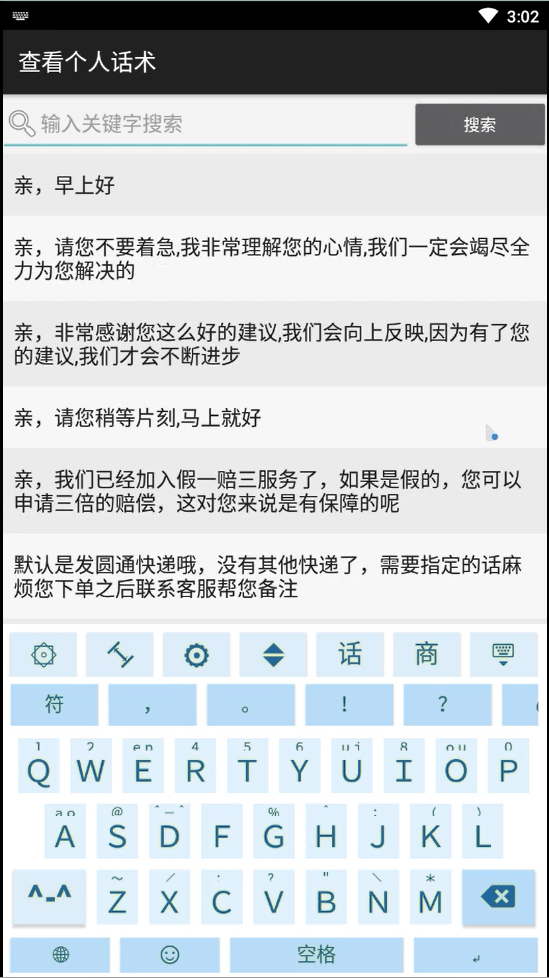 3:02
查看个人话术
输入关键字搜索 搜索
亲，早上好
亲，请您不要着急,我非常理解您的心情,我们一定会竭尽全
力为您解决的
亲，非常感谢您这么好的建议,我们会向上反映,因为有了您
的建议,我们才会不断进步
亲，请您稍等片刻,马上就好
亲，我们已经加入假一赔三服务了，如果是假的，您可以
申请三倍的赔偿，这对您来说是有保障的呢
默认是发圆通快递哦，没有其他快递了，需要指定的话麻
烦您下单之后联系客服帮您备注
话 商
符 ， 。 ！ ？
1 2 e n 4 5 6 u i 8 o u 0
Q W E R T Y U I O P
a o @ ^_^ % ^ : ( )
A S D F G H J K L
~ / · ? " \ *
^-^ Z X C V B N M
空格